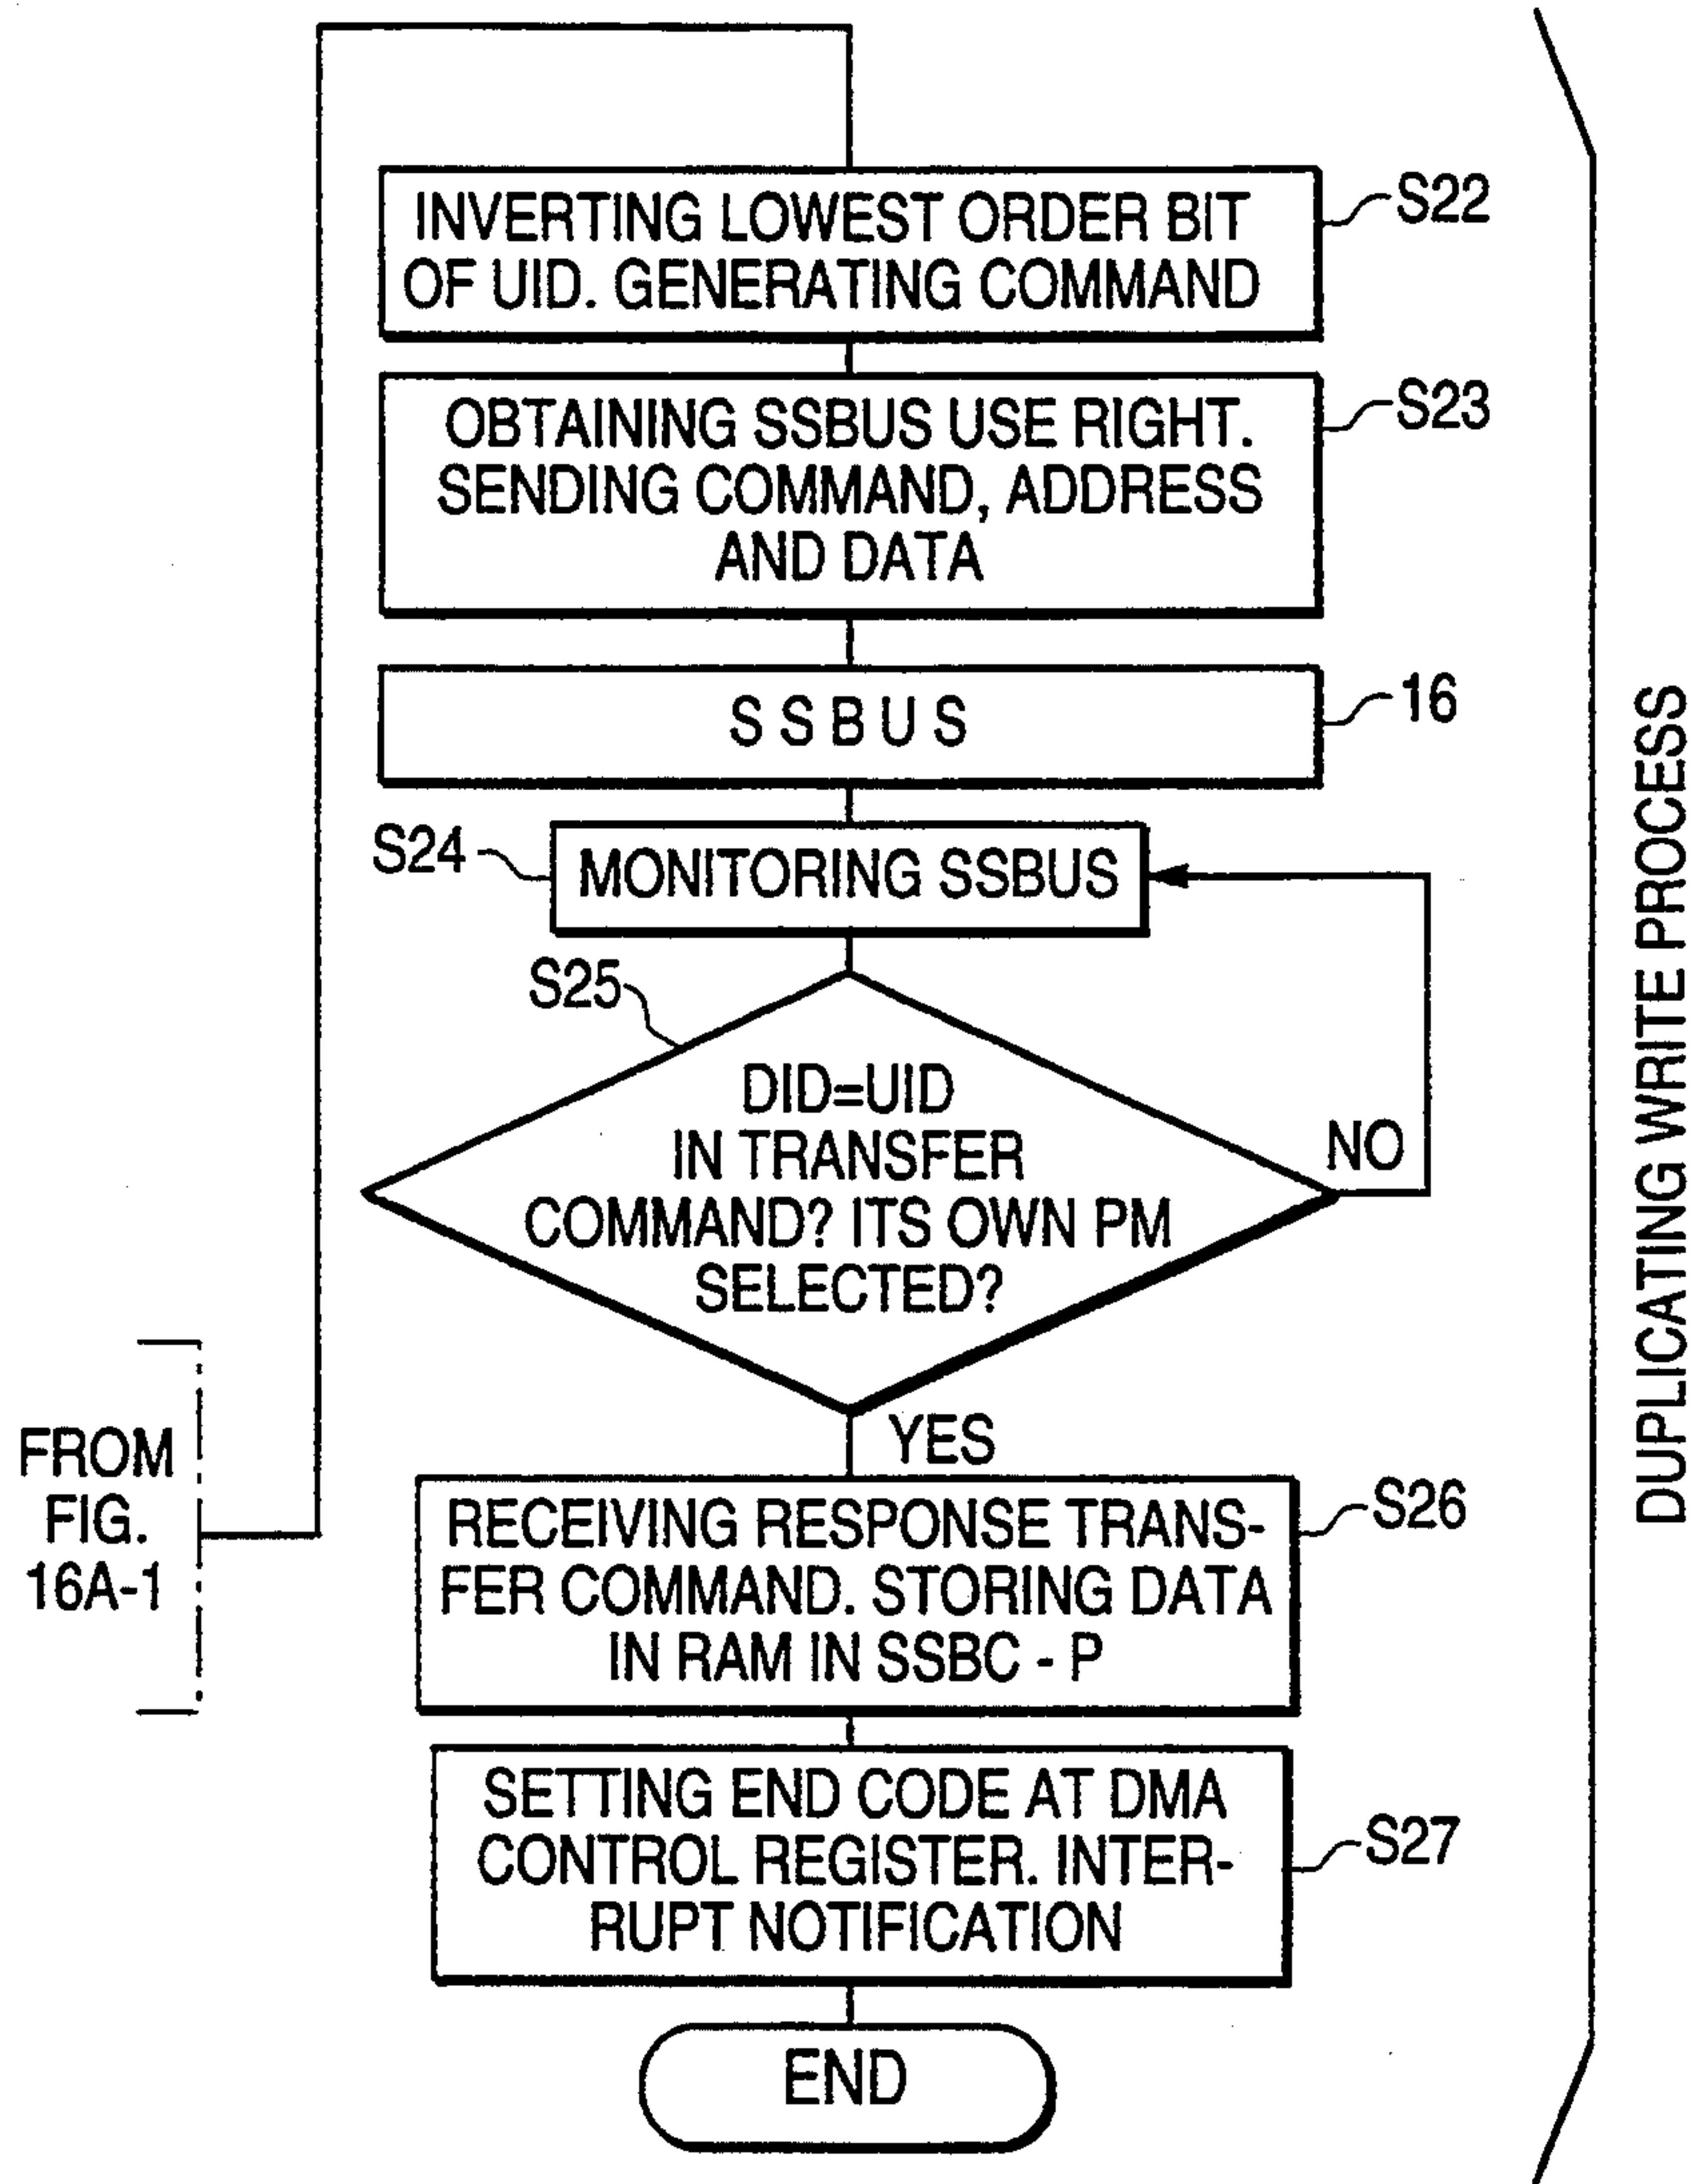 INVERTING LOWEST ORDER BIT
OF UID. GENERATING COMMAND
S22
OBTAINING SSBUS USE RIGHT.
SENDING COMMAND, ADDRESS
AND DATA
S23
S S B U S
16
S24
MONITORING SSBUS
S25
DID=UID
IN TRANSFER
COMMAND? ITS OWN PM
SELECTED?
NO
YES
FROM
FIG.
16A-1
RECEIVING RESPONSE TRANS-
FER COMMAND. STORING DATA
IN RAM IN SSBC - P
S26
SETTING END CODE AT DMA
CONTROL REGISTER. INTER-
RUPT NOTIFICATION
S27
END
DUPLICATING WRITE PROCESS